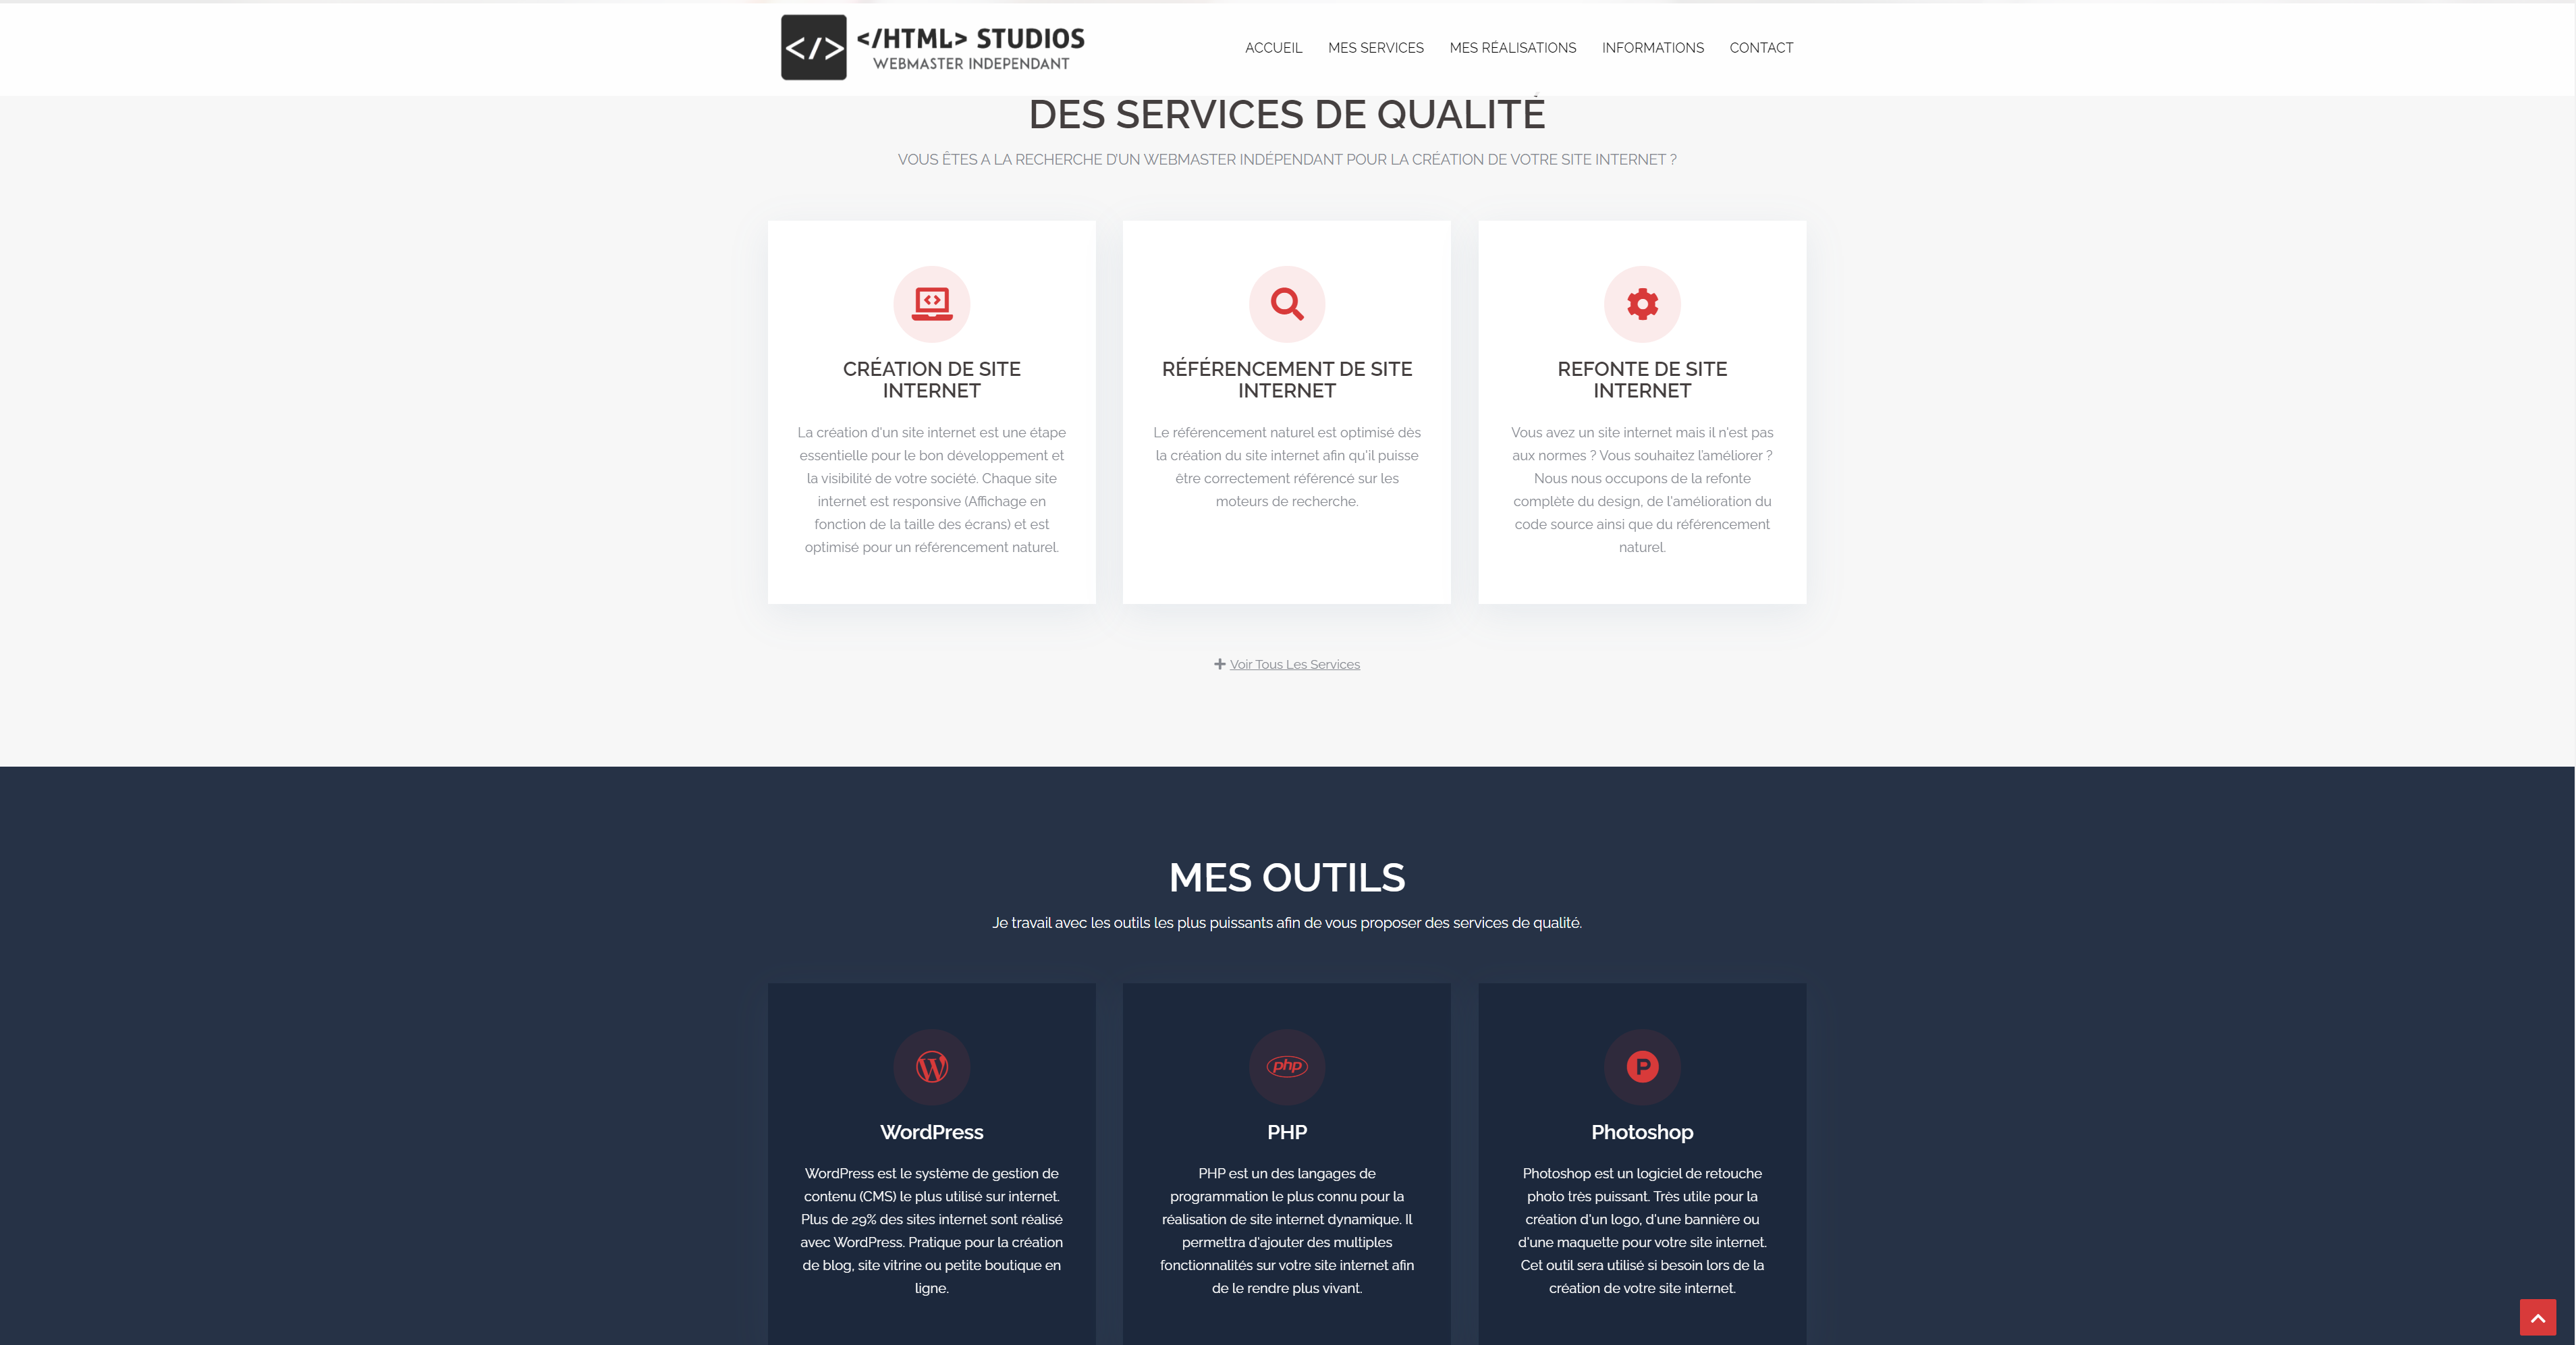 </> </HTML> STUDIOS
WEBMASTER INDEPENDANT
ACCUEIL MES SERVICES MES RÉALISATIONS INFORMATIONS CONTACT
DES SERVICES DE QUALITÉ
VOUS ÊTES A LA RECHERCHE D'UN WEBMASTER INDÉPENDANT POUR LA CRÉATION DE VOTRE SITE INTERNET ?
CRÉATION DE SITE
INTERNET
La création d'un site internet est une étape
essentielle pour le bon développement et
la visibilité de votre société. Chaque site
internet est responsive (Affichage en
fonction de la taille des écrans) et est
optimisé pour un référencement naturel.
RÉFÉRENCEMENT DE SITE
INTERNET
Le référencement naturel est optimisé dès
la création du site internet afin qu'il puisse
être correctement référencé sur les
moteurs de recherche.
REFONTE DE SITE
INTERNET
Vous avez un site internet mais il n'est pas
aux normes ? Vous souhaitez l'améliorer ?
Nous nous occupons de la refonte
complète du design, de l'amélioration du
code source ainsi que du référencement
naturel.
Voir Tous Les Services
MES OUTILS
Je travail avec les outils les plus puissants afin de vous proposer des services de qualité.
WordPress
WordPress est le système de gestion de
contenu (CMS) le plus utilisé sur internet.
Plus de 29% des sites internet sont réalisé
avec WordPress. Pratique pour la création
de blog, site vitrine ou petite boutique en
ligne.
php
PHP
PHP est un des langages de
programmation le plus connu pour la
réalisation de site internet dynamique. Il
permettra d'ajouter des multiples
fonctionnalités sur votre site internet afin
de le rendre plus vivant.
P
Photoshop
Photoshop est un logiciel de retouche
photo très puissant. Très utile pour la
création d'un logo, d'une bannière ou
d'une maquette pour votre site internet.
Cet outil sera utilisé si besoin lors de la
création de votre site internet.